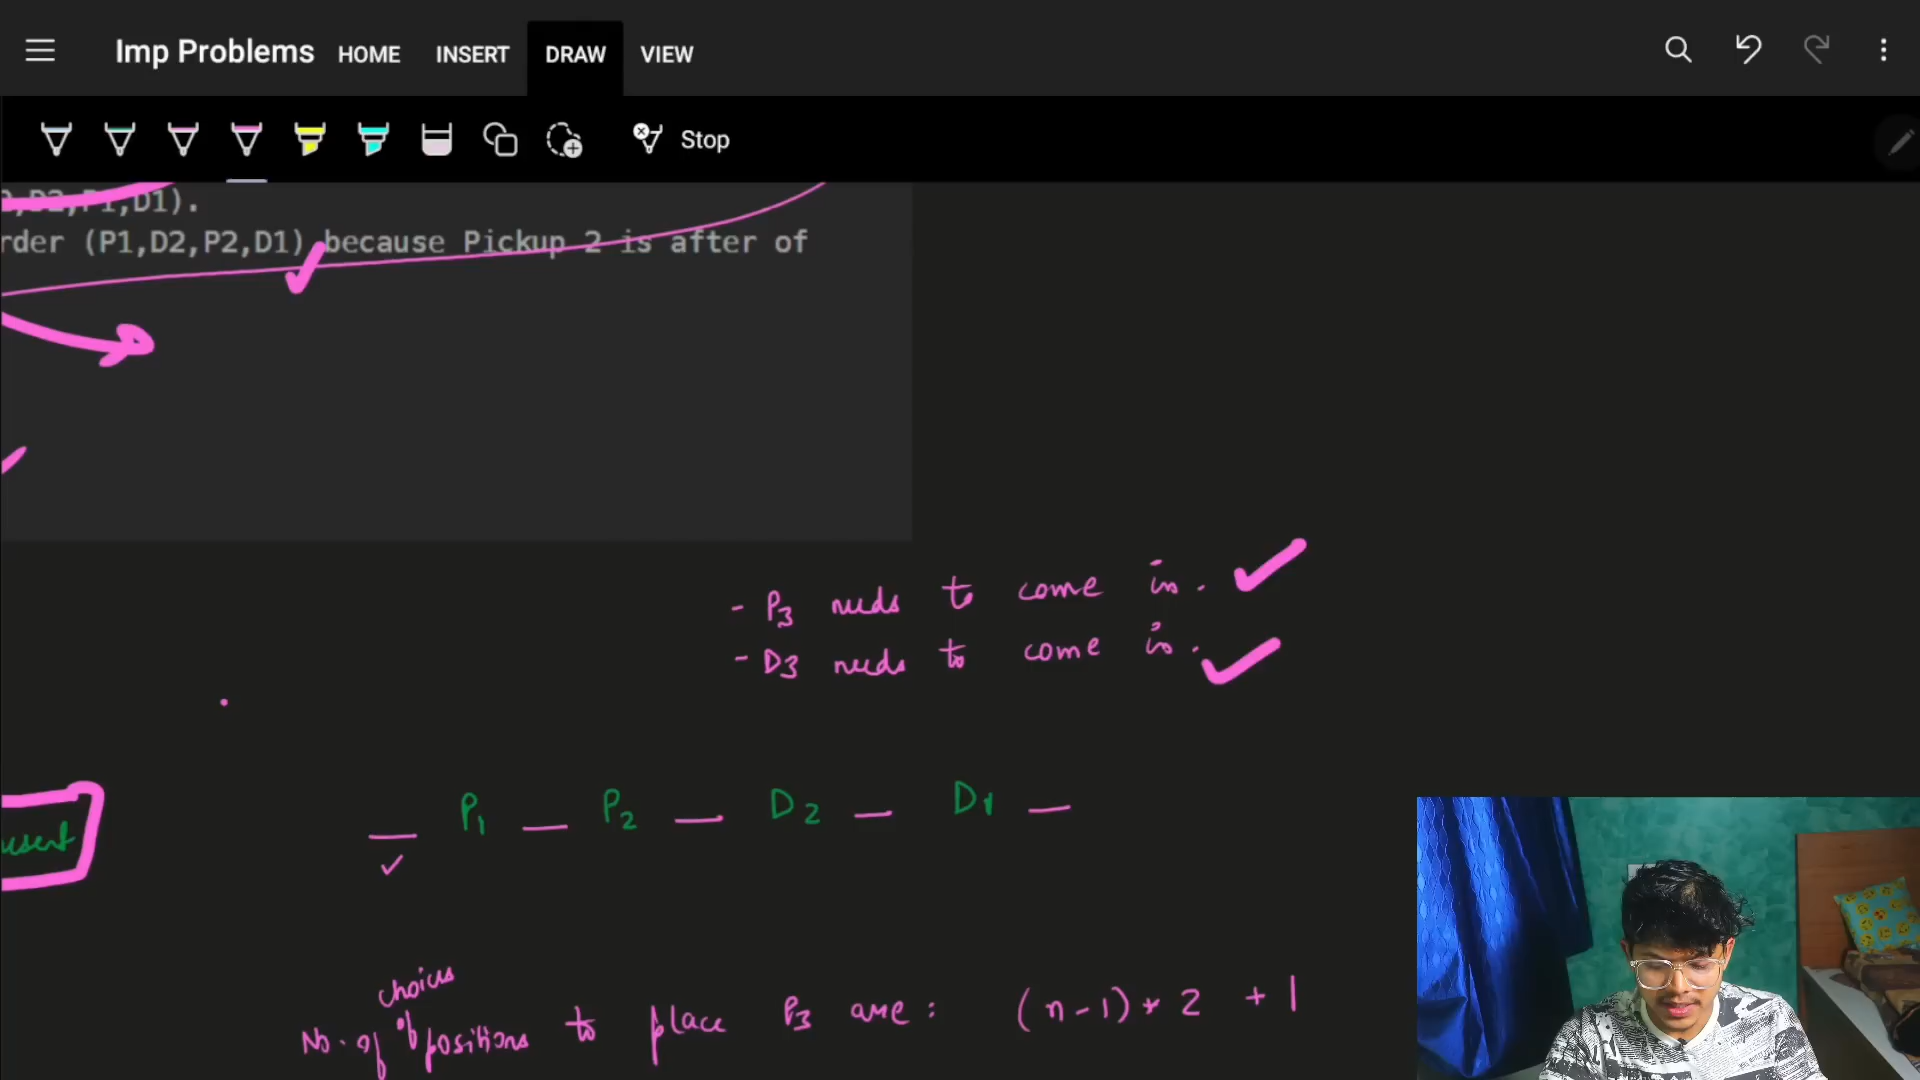 Imp Problems HOME INSERT DRAW VIEW
Stop
,D2,P1,D1).
rder (P1,D2,P2,D1) because Pickup 2 is after of
- P3 needs to come in.
- D3 needs to come in.
P1 P2 D2 D1
choices
No. of positions to place P3 are: (n-1) * 2 + 1